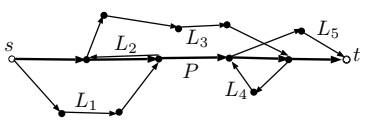 s L₂ L₃ L₅ t
P
L₁ L₄